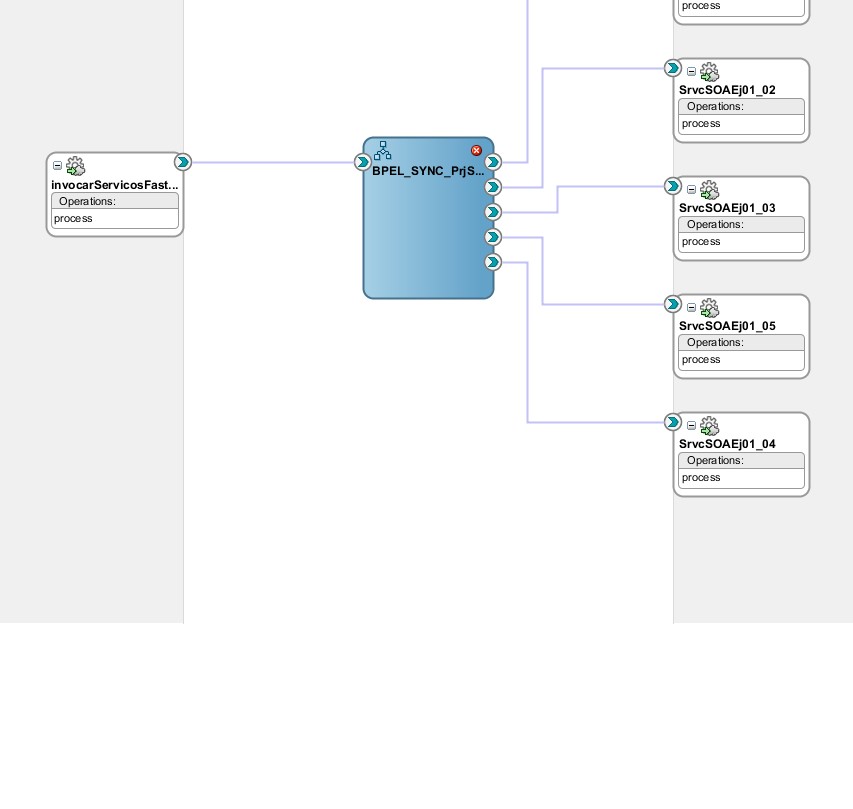 process
SrvcSOAEj01_02
Operations:
process
invocarServicosFast...
Operations:
process
BPEL_SYNC_PrjS...
SrvcSOAEj01_03
Operations:
process
SrvcSOAEj01_05
Operations:
process
SrvcSOAEj01_04
Operations:
process